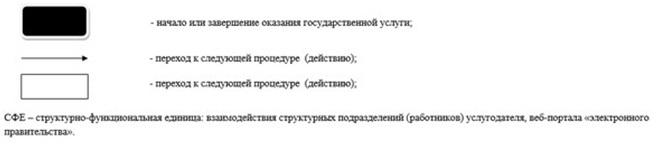 - начало или завершение оказания государственной услуги;
- переход к следующей процедуре (действию);
- переход к следующей процедуре (действию);
СФЕ – структурно-функциональная единица: взаимодействия структурных подразделений (работников) услугодателя, веб-портала «электронного
правительства».